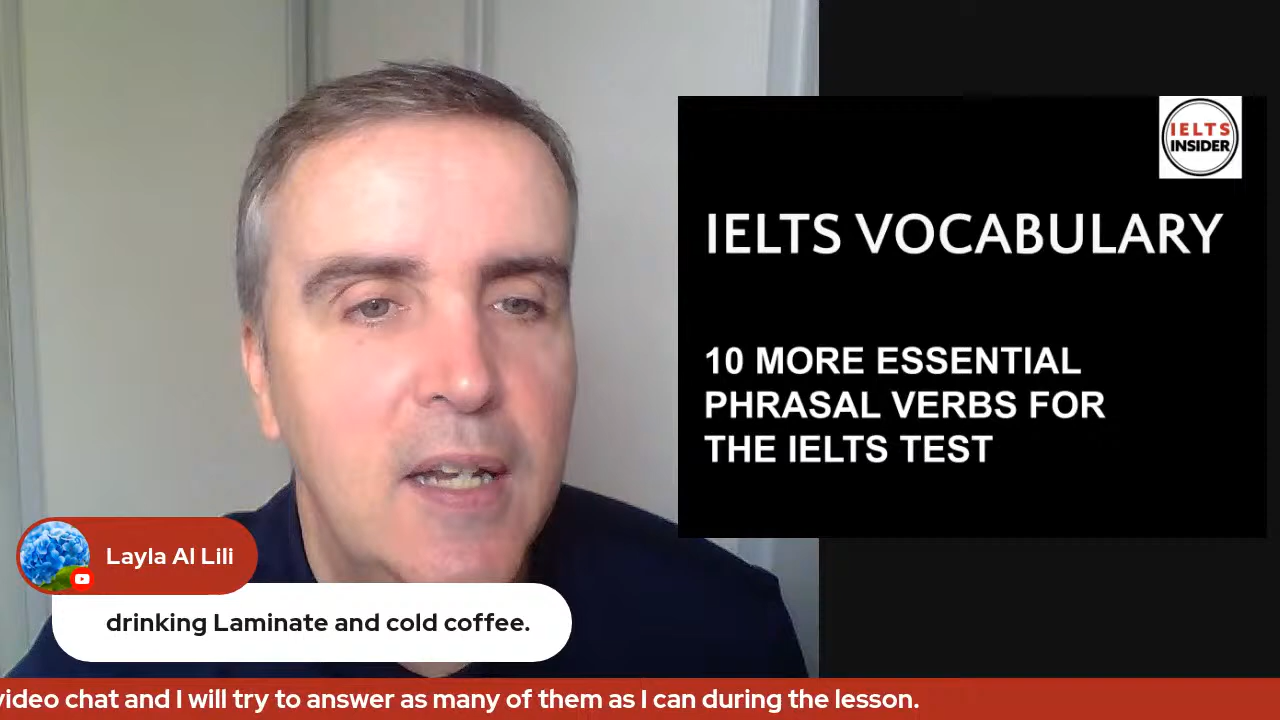 IELTS
INSIDER
IELTS VOCABULARY
10 MORE ESSENTIAL
PHRASAL VERBS FOR
THE IELTS TEST
Layla Al Lili
drinking Laminate and cold coffee.
video chat and I will try to answer as many of them as I can during the lesson.